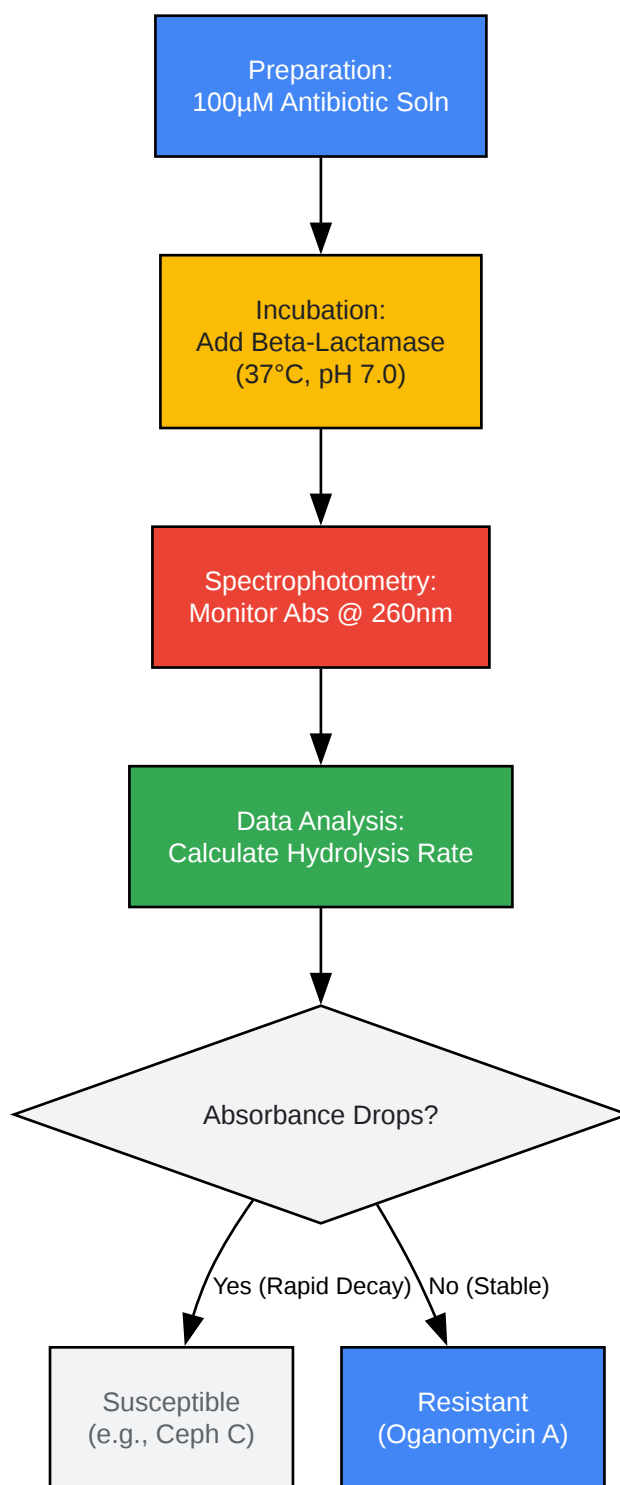 Preparation:
100µM Antibiotic Soln
Incubation:
Add Beta-Lactamase
(37°C, pH 7.0)
Spectrophotometry:
Monitor Abs @ 260nm
Data Analysis:
Calculate Hydrolysis Rate
Absorbance Drops?
Yes (Rapid Decay)
No (Stable)
Susceptible
(e.g., Ceph C)
Resistant
(Oganomycin A)